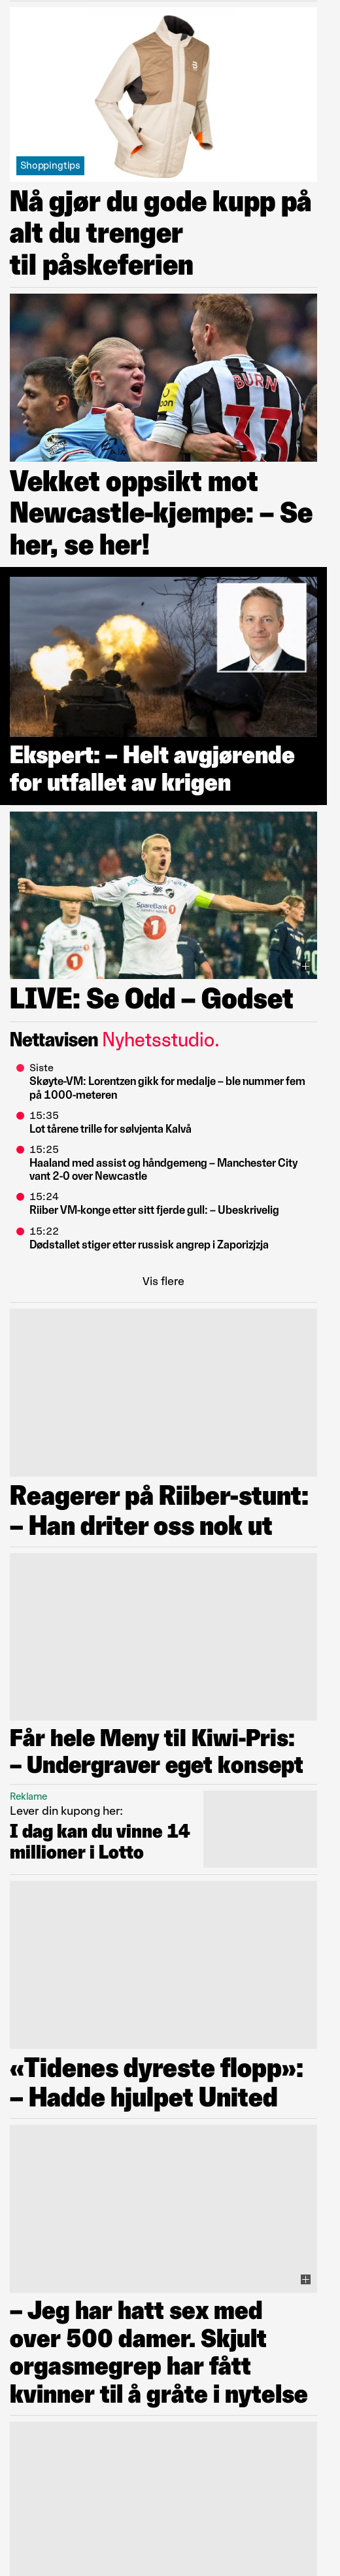 Shoppingtips
Nå gjør du gode kupp på
alt du trenger
til påskeferien
BURN
33
Vekket oppsikt mot
Newcastle-kjempe: – Se
her, se her!
Ekspert: – Helt avgjørende
for utfallet av krigen
SpareBank
1
LIVE: Se Odd – Godset
Nettavisen Nyhetsstudio.
Siste
Skøyte-VM: Lorentzen gikk for medalje – ble nummer fem
på 1000-meteren
15:35
Lot tårene trille for sølvjenta Kalvå
15:25
Haaland med assist og håndgemeng – Manchester City
vant 2-0 over Newcastle
15:24
Riiber VM-konge etter sitt fjerde gull: – Ubeskrivelig
15:22
Dødstallet stiger etter russisk angrep i Zaporizjzja
Vis flere
Reagerer på Riiber-stunt:
– Han driter oss nok ut
Får hele Meny til Kiwi-Pris:
– Undergraver eget konsept
Reklame
Lever din kupong her:
I dag kan du vinne 14
millioner i Lotto
«Tidenes dyreste flopp»:
– Hadde hjulpet United
– Jeg har hatt sex med
over 500 damer. Skjult
orgasmegrep har fått
kvinner til å gråte i nytelse